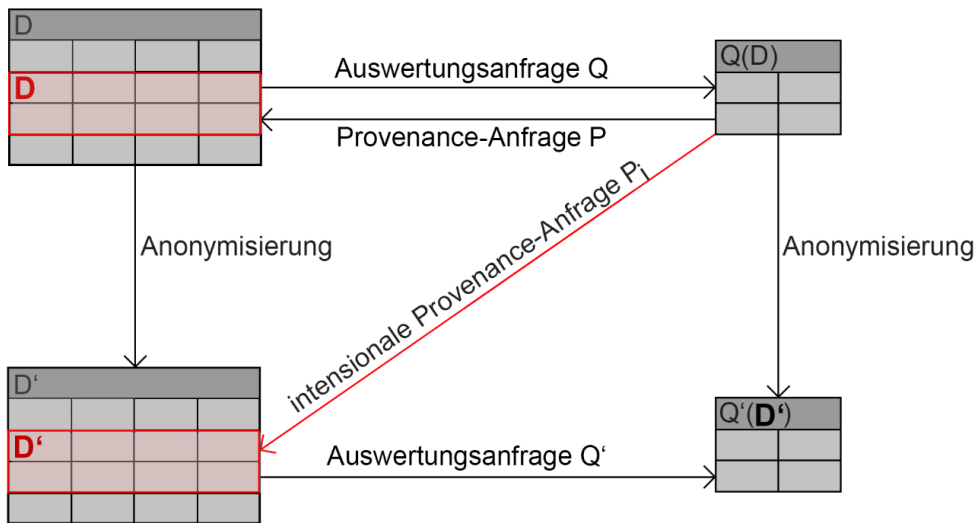 D
Q(D)
Auswertungsanfrage Q
D
Provenance-Anfrage P
intensionale Provenance-Anfrage Pi
Anonymisierung
Anonymisierung
D‘
Q‘(D‘)
D‘
Auswertungsanfrage Q‘